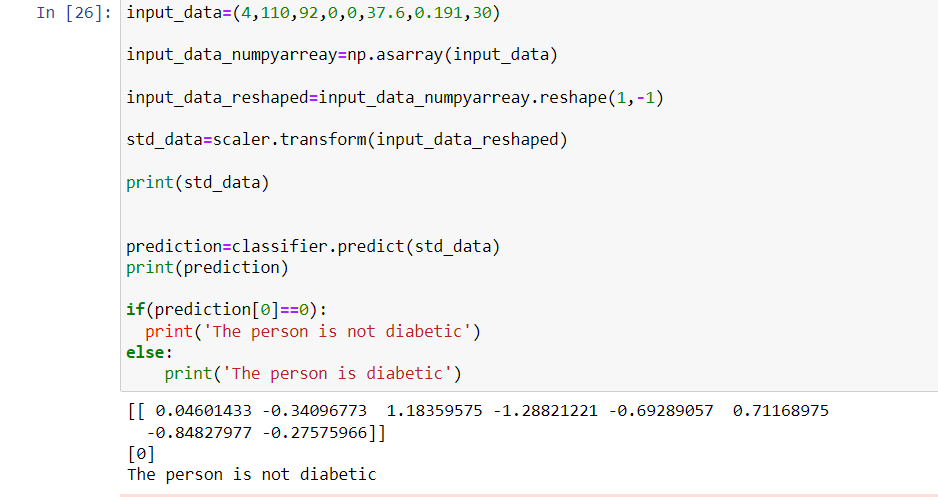 In [26]: input_data=(4,110,92,0,0,37.6,0.191,30)
input_data_numpyarreay=np.asarray(input_data)
input_data_reshaped=input_data_numpyarreay.reshape(1,-1)
std_data=scaler.transform(input_data_reshaped)
print(std_data)
prediction=classifier.predict(std_data)
print(prediction)
if(prediction[0]==0):
  print('The person is not diabetic')
else:
    print('The person is diabetic')
[[ 0.04601433 -0.34096773  1.18359575 -1.28821221 -0.69289057  0.71168975
  -0.84827977 -0.27575966]]
[0]
The person is not diabetic